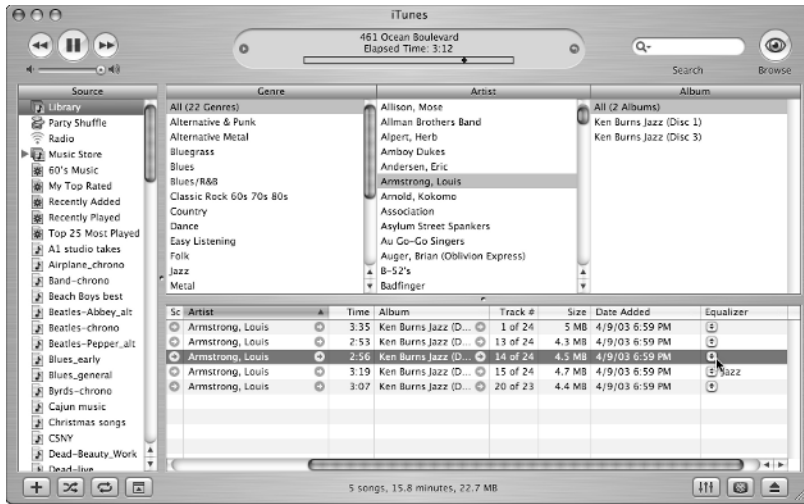 iTunes
461 Ocean Boulevard
Elapsed Time: 3:12
Search
Browse
Source
Library
Party Shuffle
Radio
Music Store
60's Music
My Top Rated
Recently Added
Recently Played
Top 25 Most Played
A1 studio takes
Airplane_chrono
Band-chrono
Beach Boys best
Beatles-Abbey_alt
Beatles-chrono
Beatles-Pepper_alt
Blues_early
Blues_general
Byrds-chrono
Cajun music
Christmas songs
CSNY
Dead-Beauty_Work
Dead-live
Genre
All (22 Genres)
Alternative & Punk
Alternative Metal
Bluegrass
Blues
Blues/R&B
Classic Rock 60s 70s 80s
Country
Dance
Easy Listening
Folk
Jazz
Metal
Artist
Allison, Mose
Allman Brothers Band
Alpert, Herb
Amboy Dukes
Andersen, Eric
Armstrong, Louis
Arnold, Kokomo
Association
Asylum Street Spankers
Au Go-Go Singers
Auger, Brian (Oblivion Express)
B-52's
Badfinger
Album
All (2 Albums)
Ken Burns Jazz (Disc 1)
Ken Burns Jazz (Disc 3)
Sc Artist Time Album Track # Size Date Added Equalizer
Armstrong, Louis 3:35 Ken Burns Jazz (D... 1 of 24 5 MB 4/9/03 6:59 PM
Armstrong, Louis 2:53 Ken Burns Jazz (D... 13 of 24 4.3 MB 4/9/03 6:59 PM
Armstrong, Louis 2:56 Ken Burns Jazz (D... 14 of 24 4.5 MB 4/9/03 6:59 PM
Armstrong, Louis 3:19 Ken Burns Jazz (D... 15 of 24 4.7 MB 4/9/03 6:59 PM Jazz
Armstrong, Louis 3:07 Ken Burns Jazz (D... 20 of 23 4.4 MB 4/9/03 6:59 PM
5 songs, 15.8 minutes, 22.7 MB